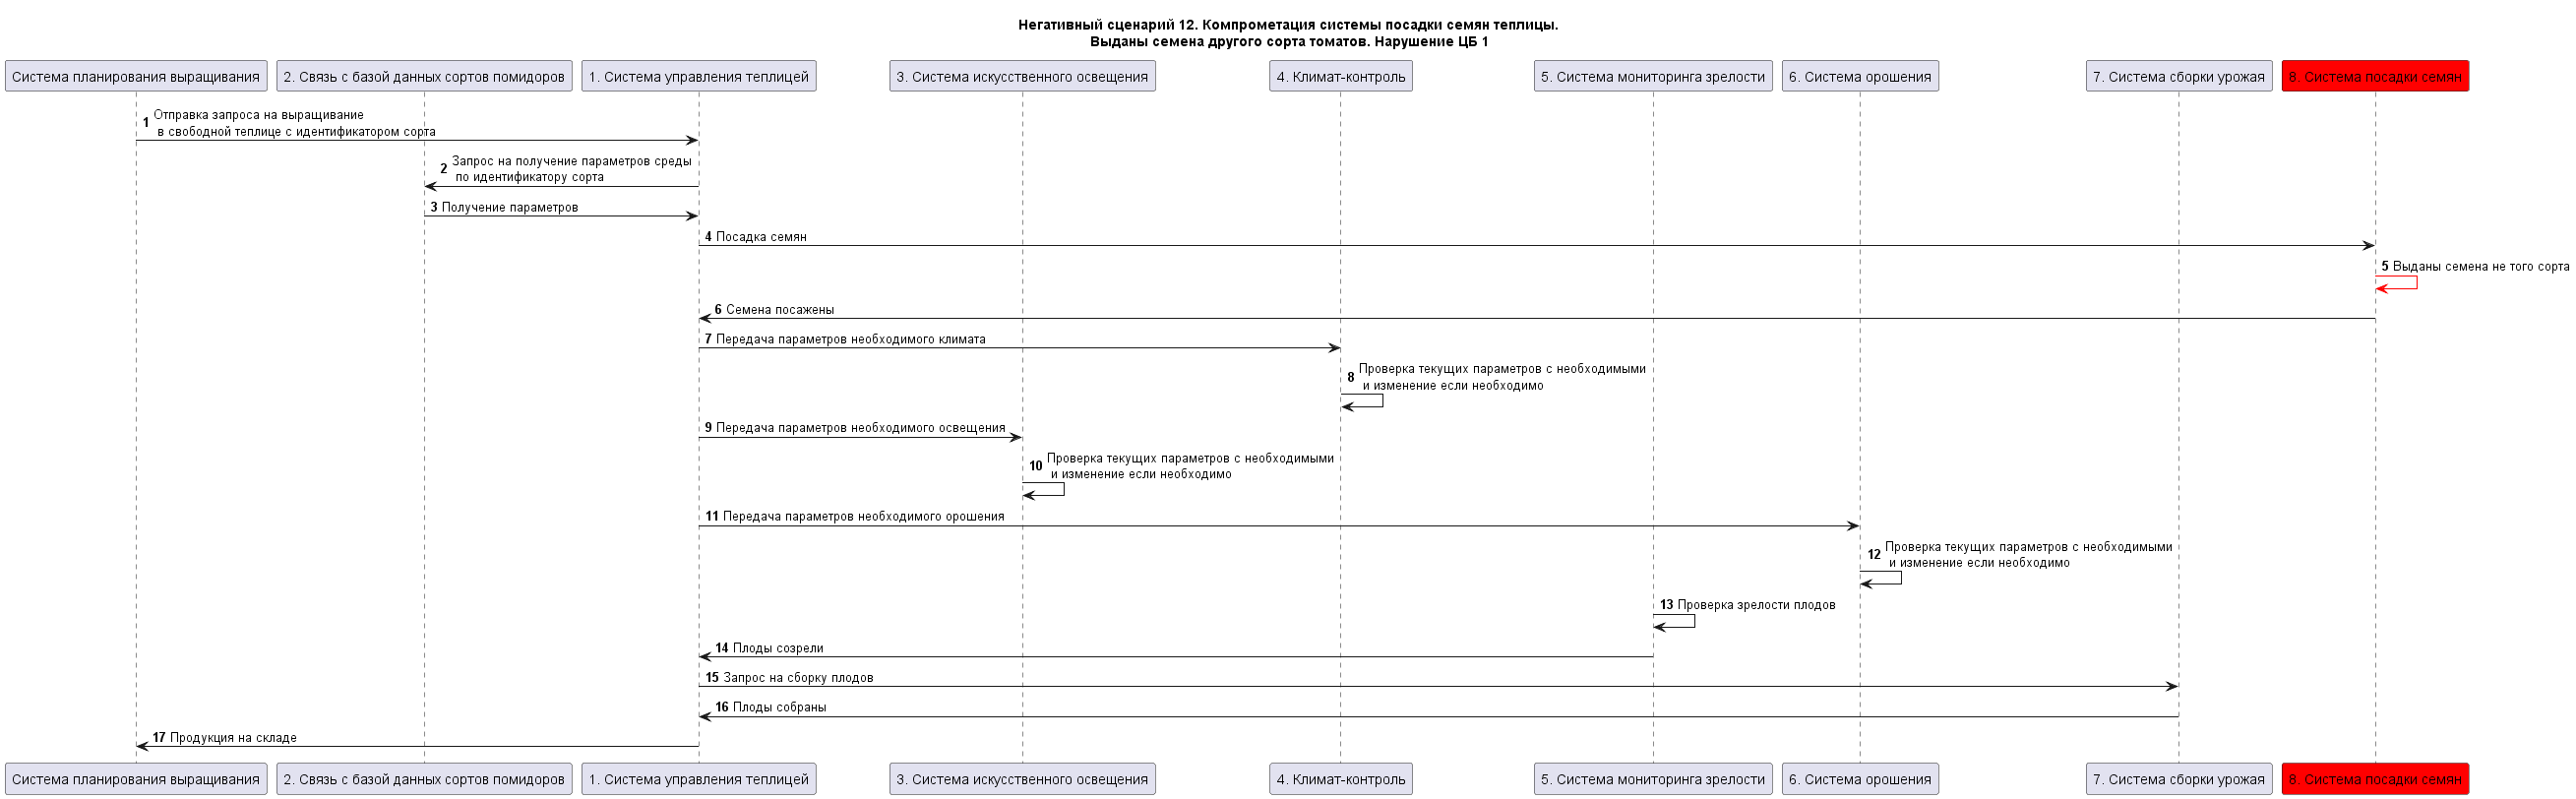 Негативный сценарий 12. Компрометация системы посадки семян теплицы.
Выданы семена другого сорта томатов. Нарушение ЦБ 1
Система планирования выращивания
2. Связь с базой данных сортов помидоров
1. Система управления теплицей
3. Система искусственного освещения
4. Климат-контроль
5. Система мониторинга зрелости
6. Система орошения
7. Система сборки урожая
8. Система посадки семян
1 Отправка запроса на выращивание
в свободной теплице с идентификатором сорта
2 Запрос на получение параметров среды
по идентификатору сорта
3 Получение параметров
4 Посадка семян
5 Выданы семена не того сорта
6 Семена посажены
7 Передача параметров необходимого климата
8 Проверка текущих параметров с необходимыми
и изменение если необходимо
9 Передача параметров необходимого освещения
10 Проверка текущих параметров с необходимыми
и изменение если необходимо
11 Передача параметров необходимого орошения
12 Проверка текущих параметров с необходимыми
и изменение если необходимо
13 Проверка зрелости плодов
14 Плоды созрели
15 Запрос на сборку плодов
16 Плоды собраны
17 Продукция на складе
Система планирования выращивания
2. Связь с базой данных сортов помидоров
1. Система управления теплицей
3. Система искусственного освещения
4. Климат-контроль
5. Система мониторинга зрелости
6. Система орошения
7. Система сборки урожая
8. Система посадки семян